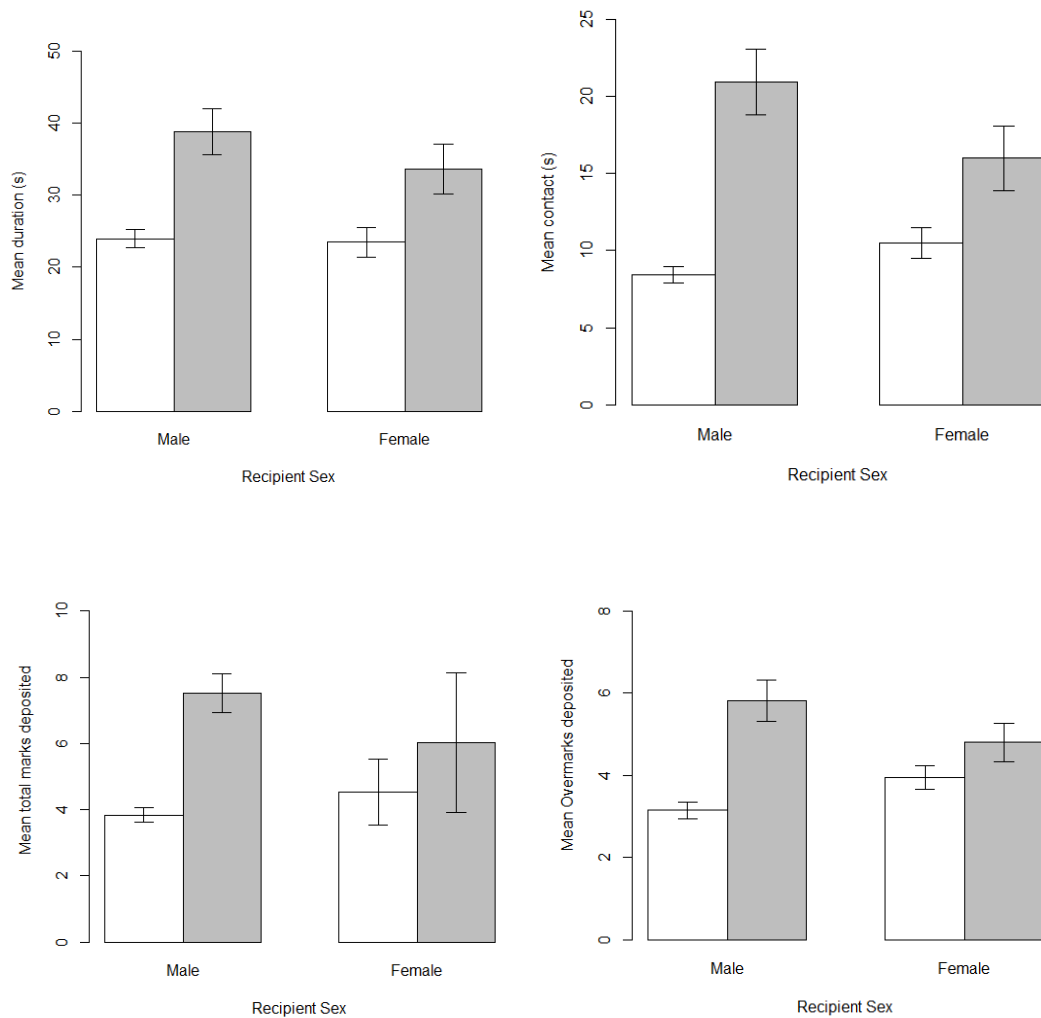 Mean duration (s)
50
40
30
20
10
0
Male
Female
Recipient Sex
Mean contact (s)
25
20
15
10
5
0
Male
Female
Recipient Sex
Mean total marks deposited
10
8
6
4
2
0
Male
Female
Recipient Sex
Mean Overmarks deposited
8
6
4
2
0
Male
Female
Recipient Sex